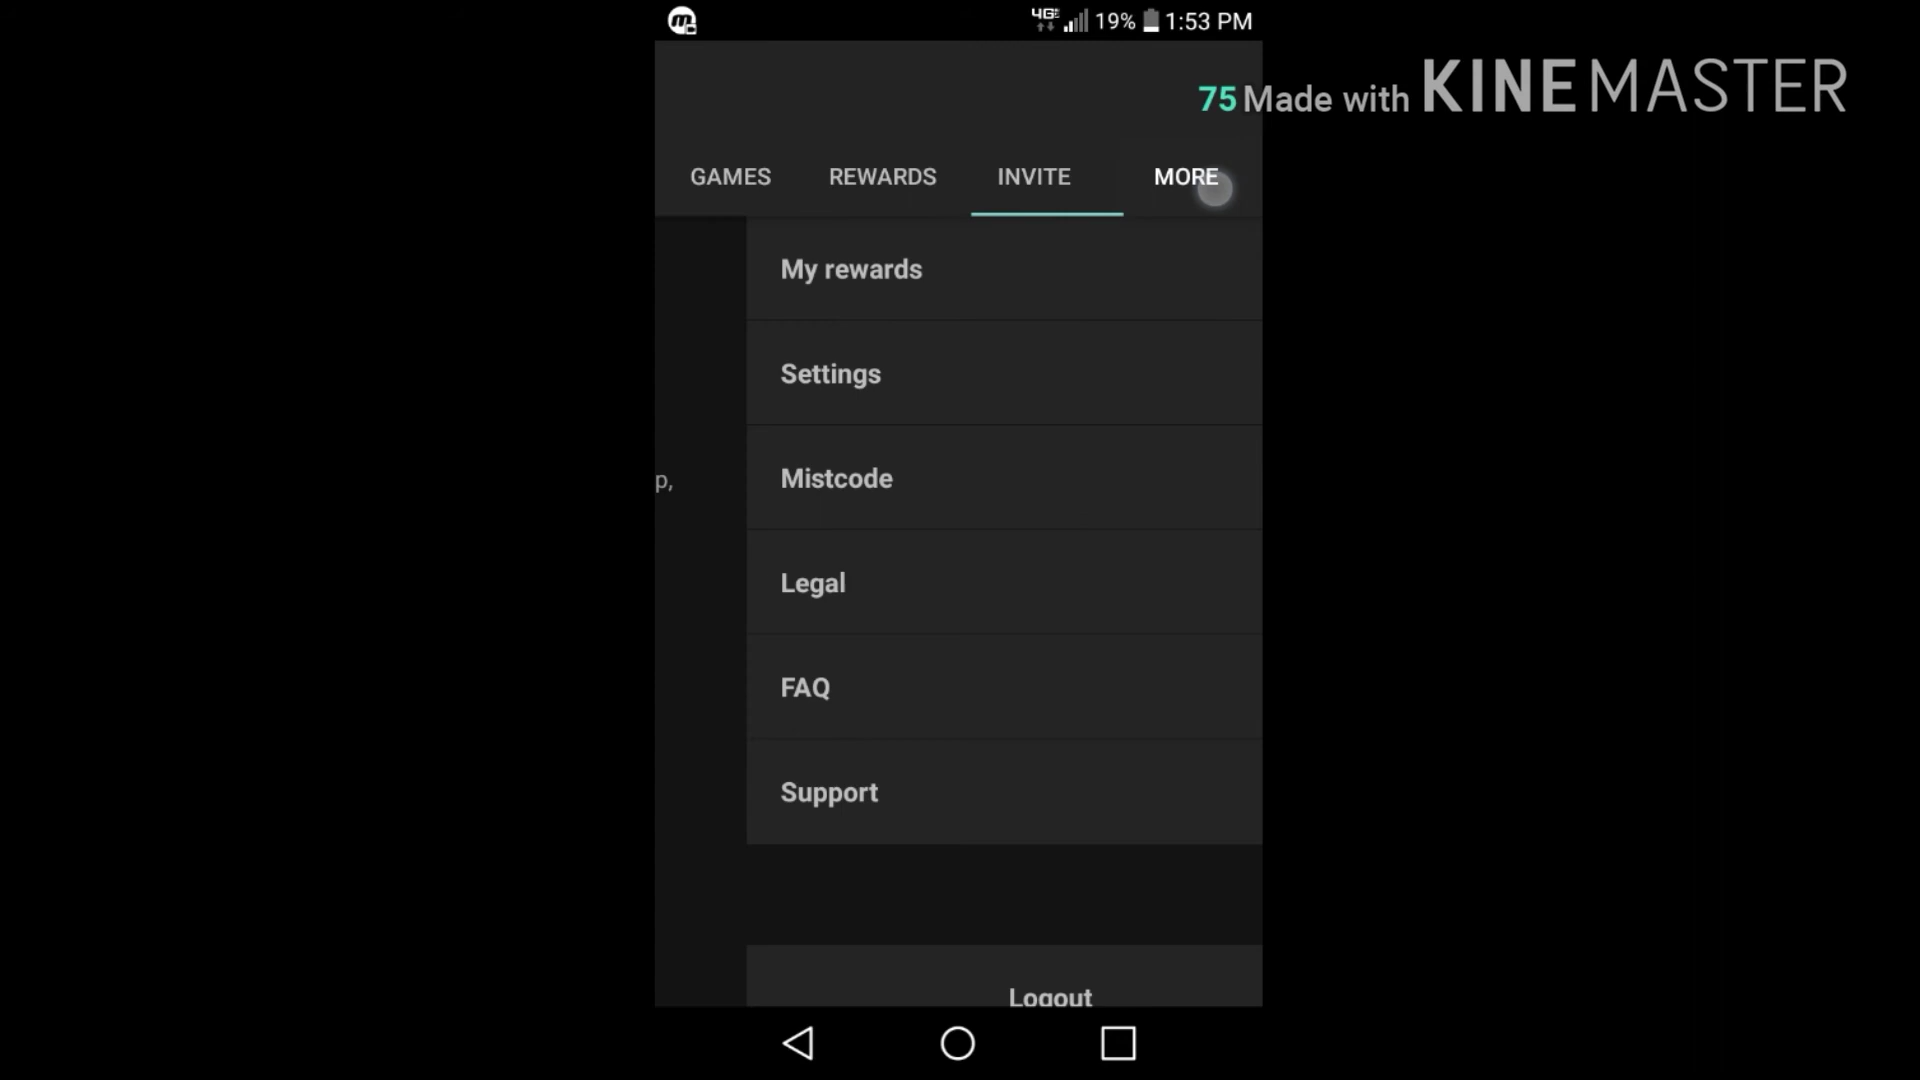 4G 19% 1:53 PM
75 Made with KINEMASTER
GAMES REWARDS INVITE MORE
My rewards
Settings
p,
Mistcode
Legal
FAQ
Support
Logout